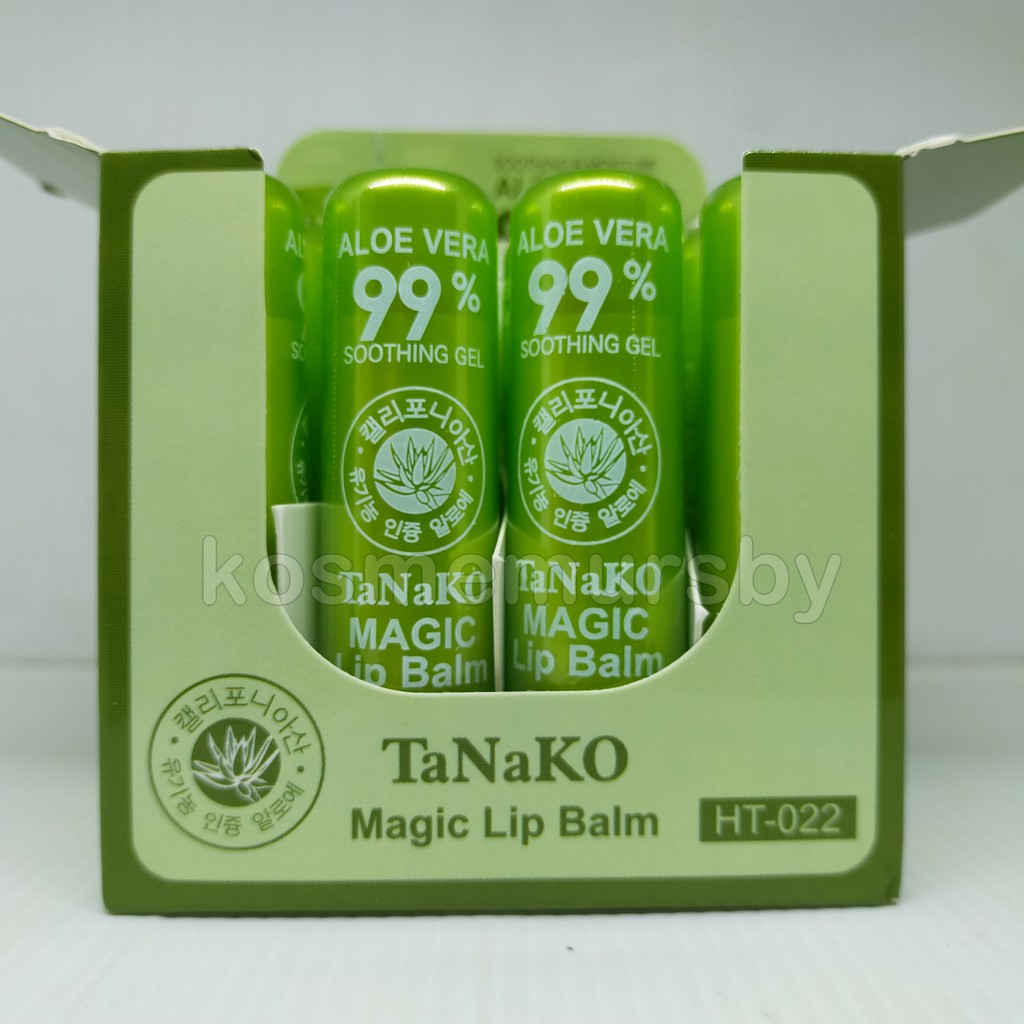 ALOE VERA
99%
SOOTHING GEL
캘리포니아산
유기농 인증 알로에
TaNaKO
MAGIC
Lip Balm
ALOE VERA
99%
SOOTHING GEL
캘리포니아산
유기농 인증 알로에
TaNaKO
MAGIC
Lip Balm
kosmemursby
캘리포니아산
유기농 인증 알로에
TaNaKO
Magic Lip Balm
HT-022